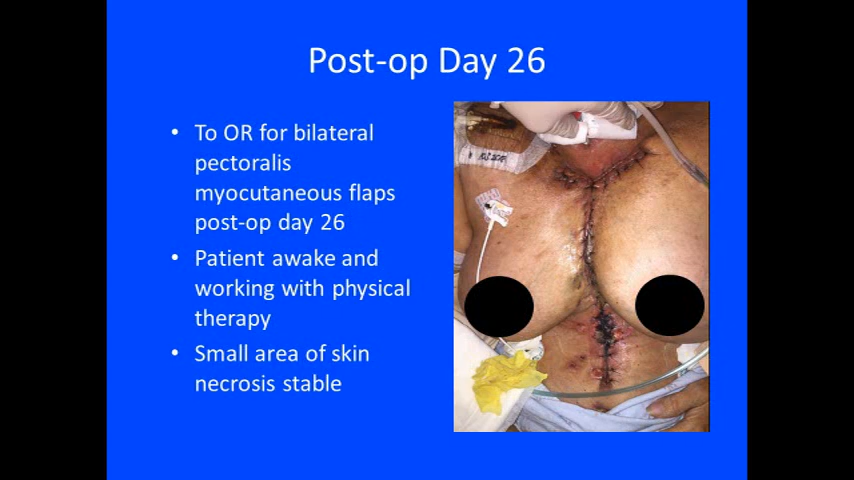 Post-op Day 26
• To OR for bilateral
pectoralis
myocutaneous flaps
post-op day 26
• Patient awake and
working with physical
therapy
• Small area of skin
necrosis stable